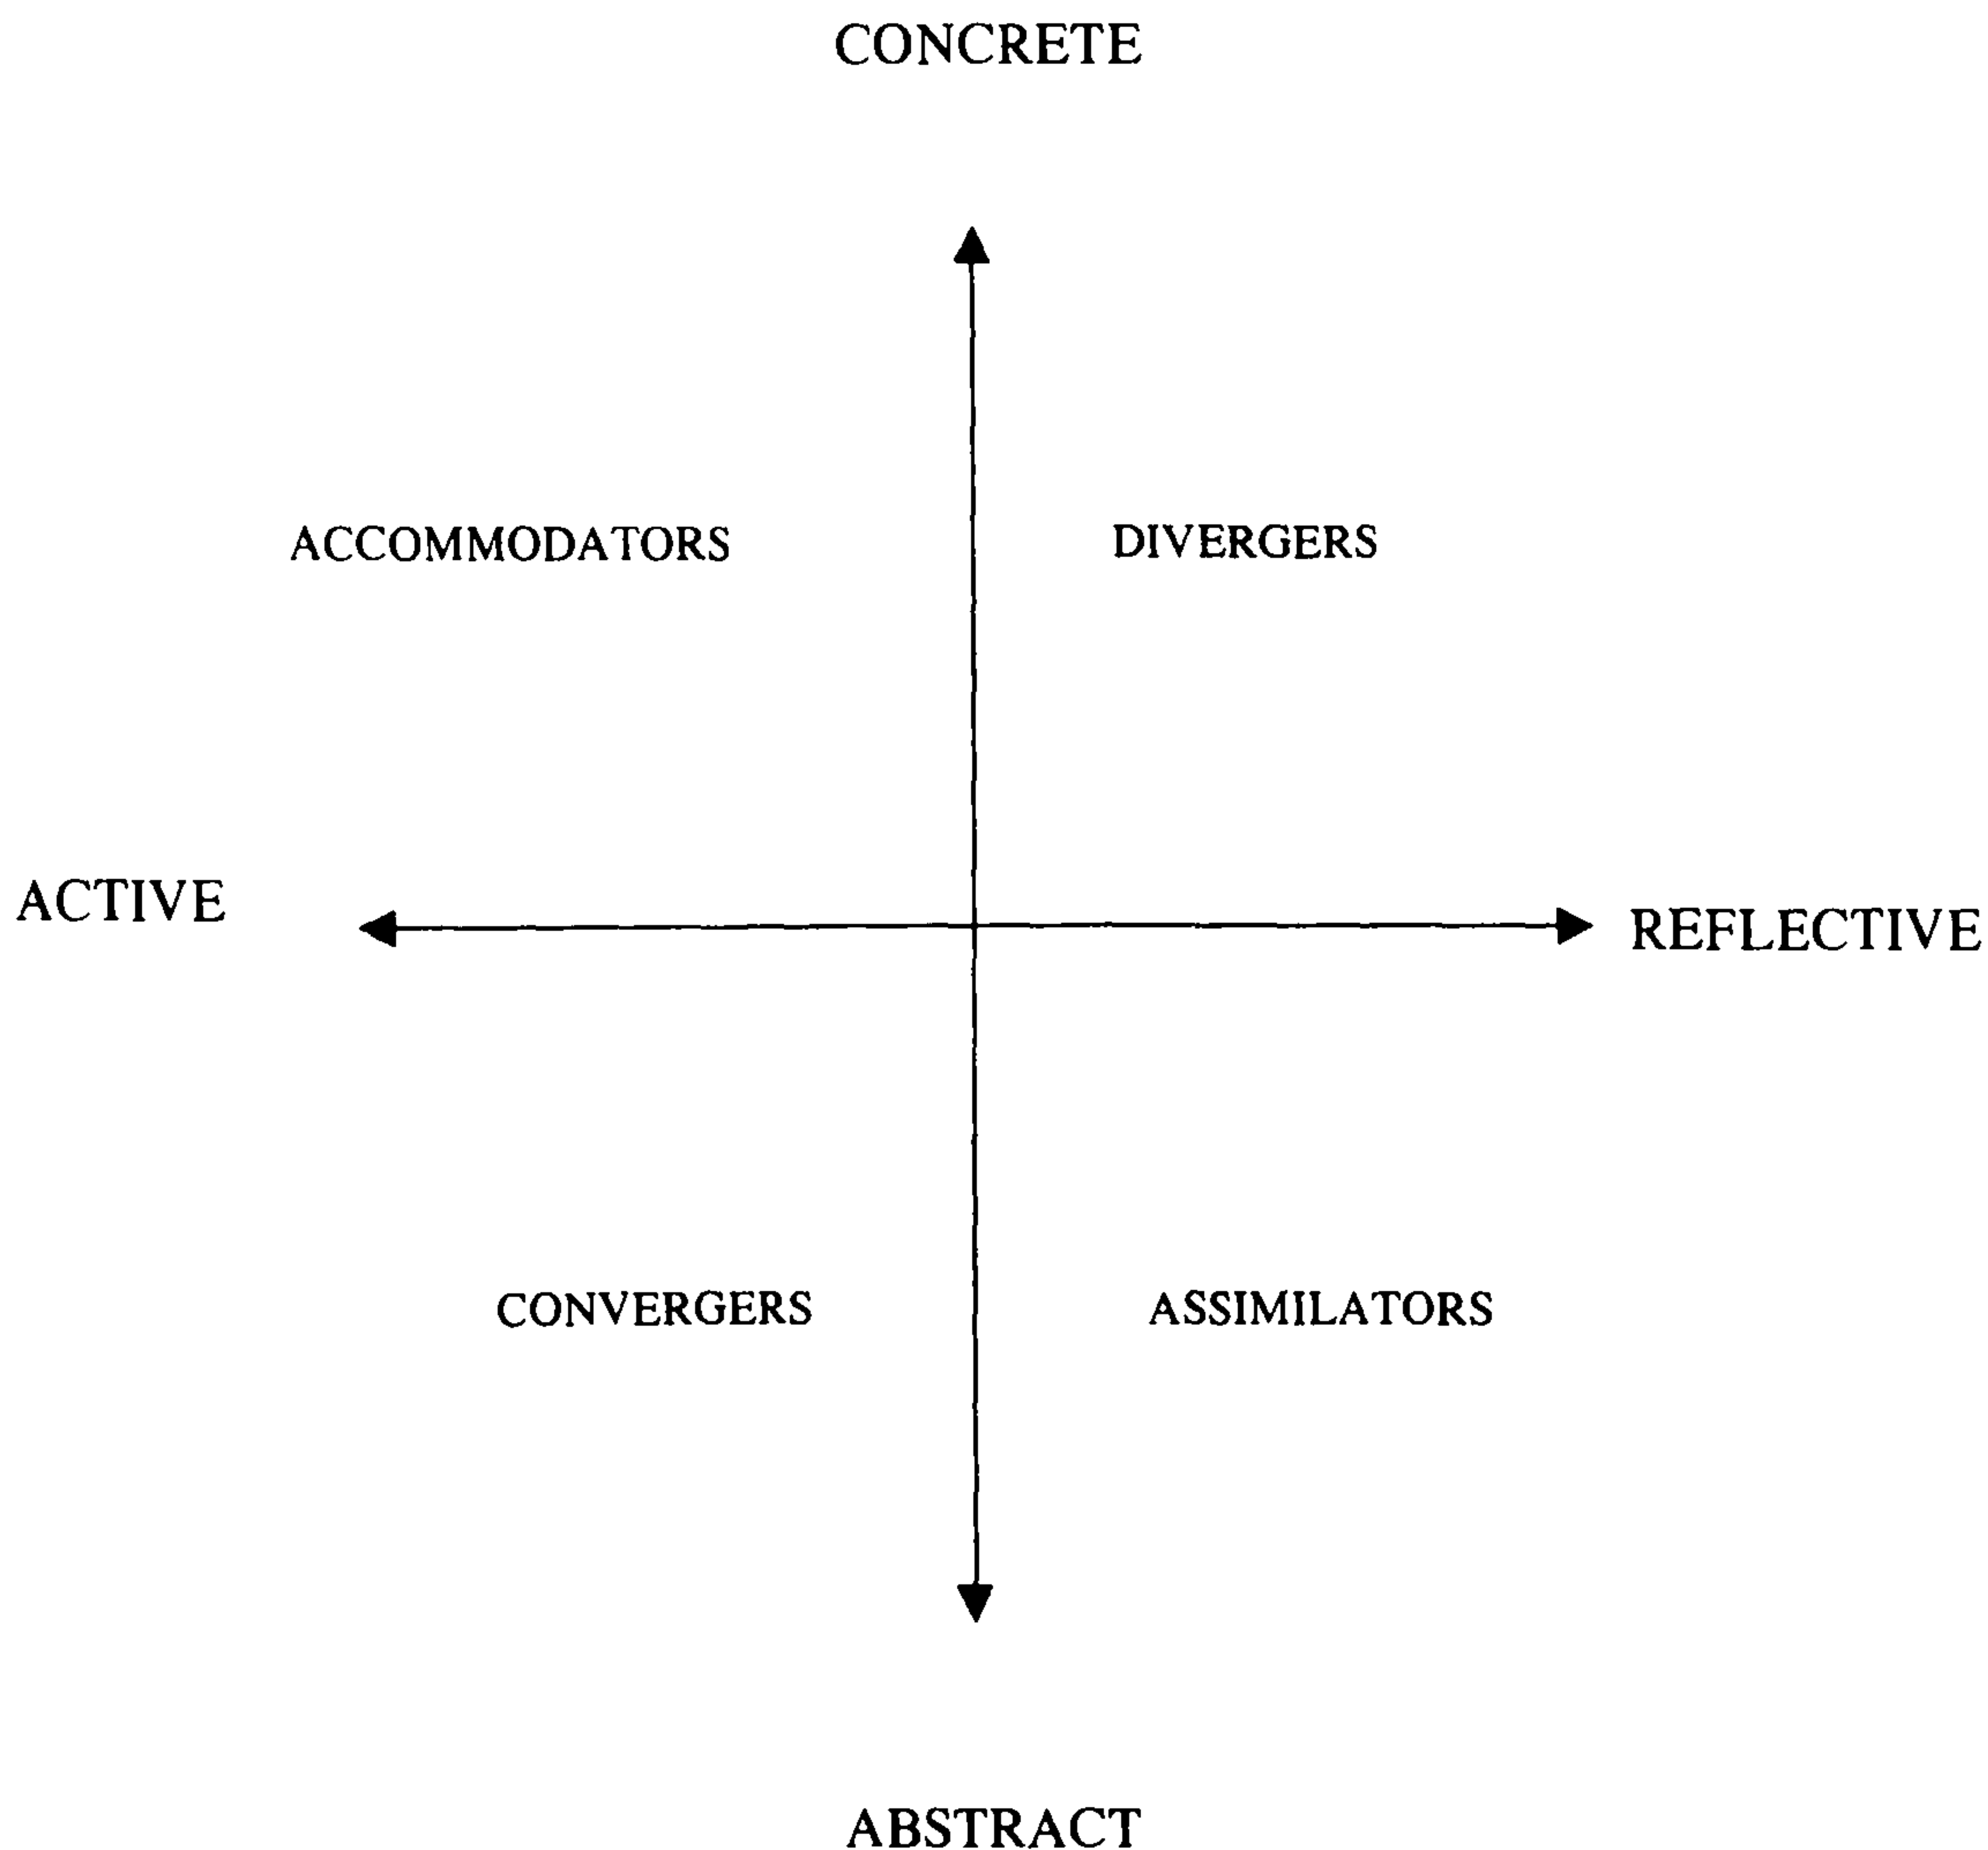 CONCRETE
ACCOMMODATORS
DIVERGERS
ACTIVE
REFLECTIVE
CONVERGERS
ASSIMILATORS
ABSTRACT